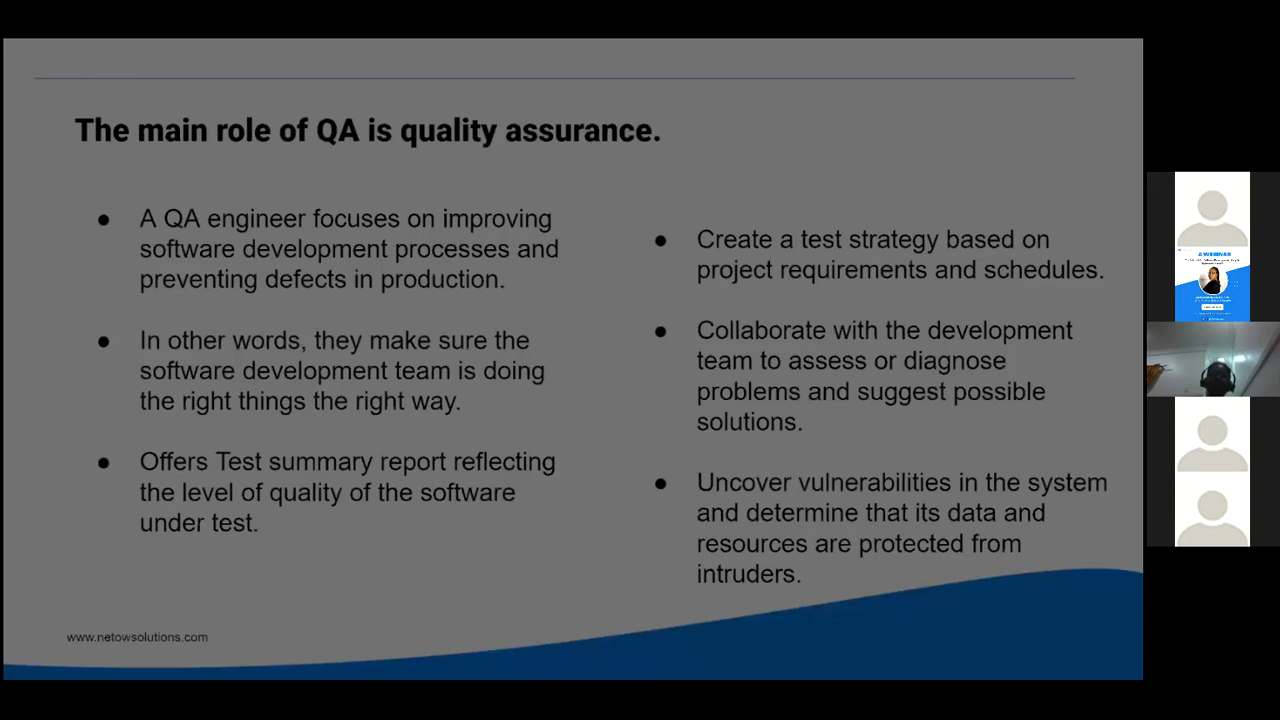 The main role of QA is quality assurance.
● A QA engineer focuses on improving
software development processes and
preventing defects in production.
● In other words, they make sure the
software development team is doing
the right things the right way.
● Offers Test summary report reflecting
the level of quality of the software
under test.
● Create a test strategy based on
project requirements and schedules.
● Collaborate with the development
team to assess or diagnose
problems and suggest possible
solutions.
● Uncover vulnerabilities in the system
and determine that its data and
resources are protected from
intruders.
www.netowsolutions.com
A WEBINAR